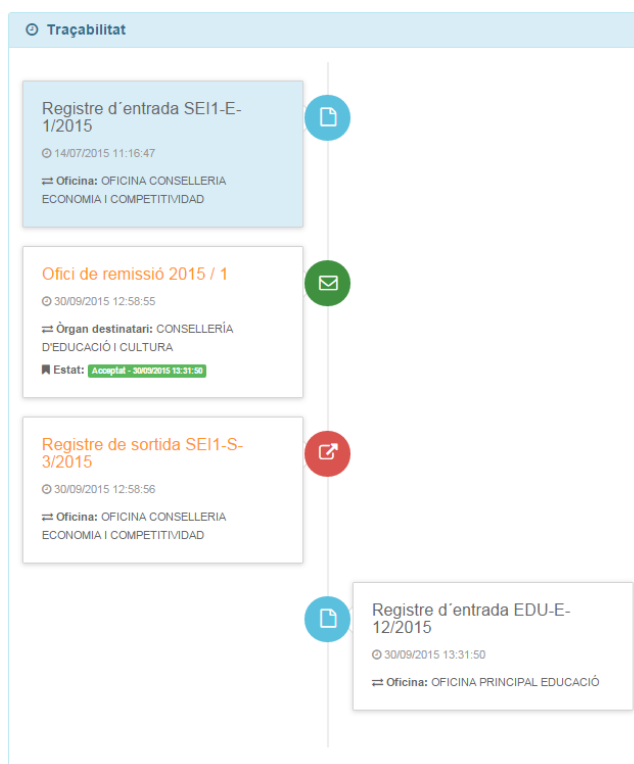 Traçabilitat
Registre d´entrada SEI1-E-
1/2015
14/07/2015 11:16:47
Oficina: OFICINA CONSELLERIA
ECONOMIA I COMPETITIVIDAD
Ofici de remissió 2015 / 1
30/09/2015 12:58:55
Òrgan destinatari: CONSELLERÍA
D'EDUCACIÓ I CULTURA
Estat: Acceptat - 30/09/2015 13:31:50
Registre de sortida SEI1-S-
3/2015
30/09/2015 12:58:56
Oficina: OFICINA CONSELLERIA
ECONOMIA I COMPETITIVIDAD
Registre d´entrada EDU-E-
12/2015
30/09/2015 13:31:50
Oficina: OFICINA PRINCIPAL EDUCACIÓ